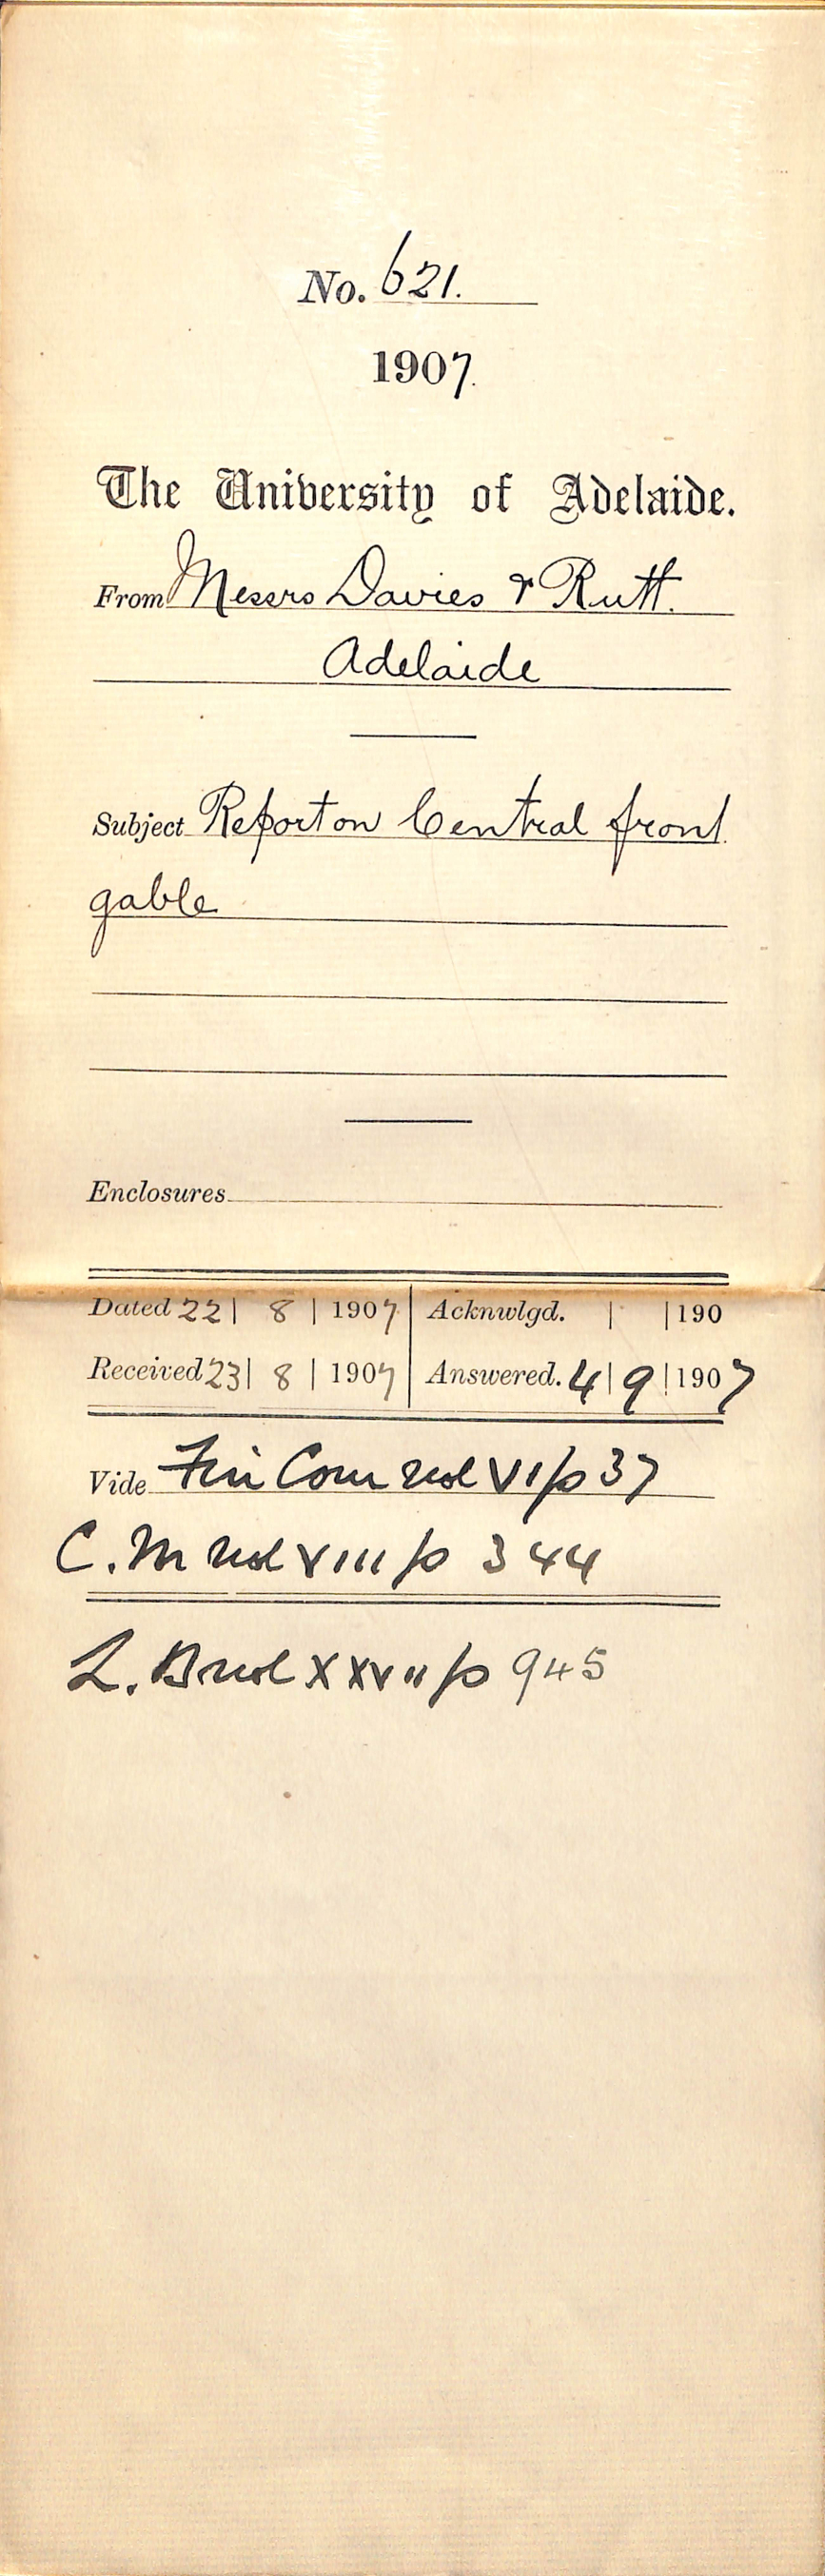 No. 621.
1907.
The University of Adelaide.
From Messrs Davies & Rutt.
Adelaide
Subject Report on Central front
gable
Enclosures
Dated 22 | 8 | 1907 Acknwlgd. | | 190
Received 23 | 8 | 1907 Answered. 4 | 9 | 1907
Vide Fin Com vol VI p 37
C. M vol VIII p 344
L. B vol XXVII p 945